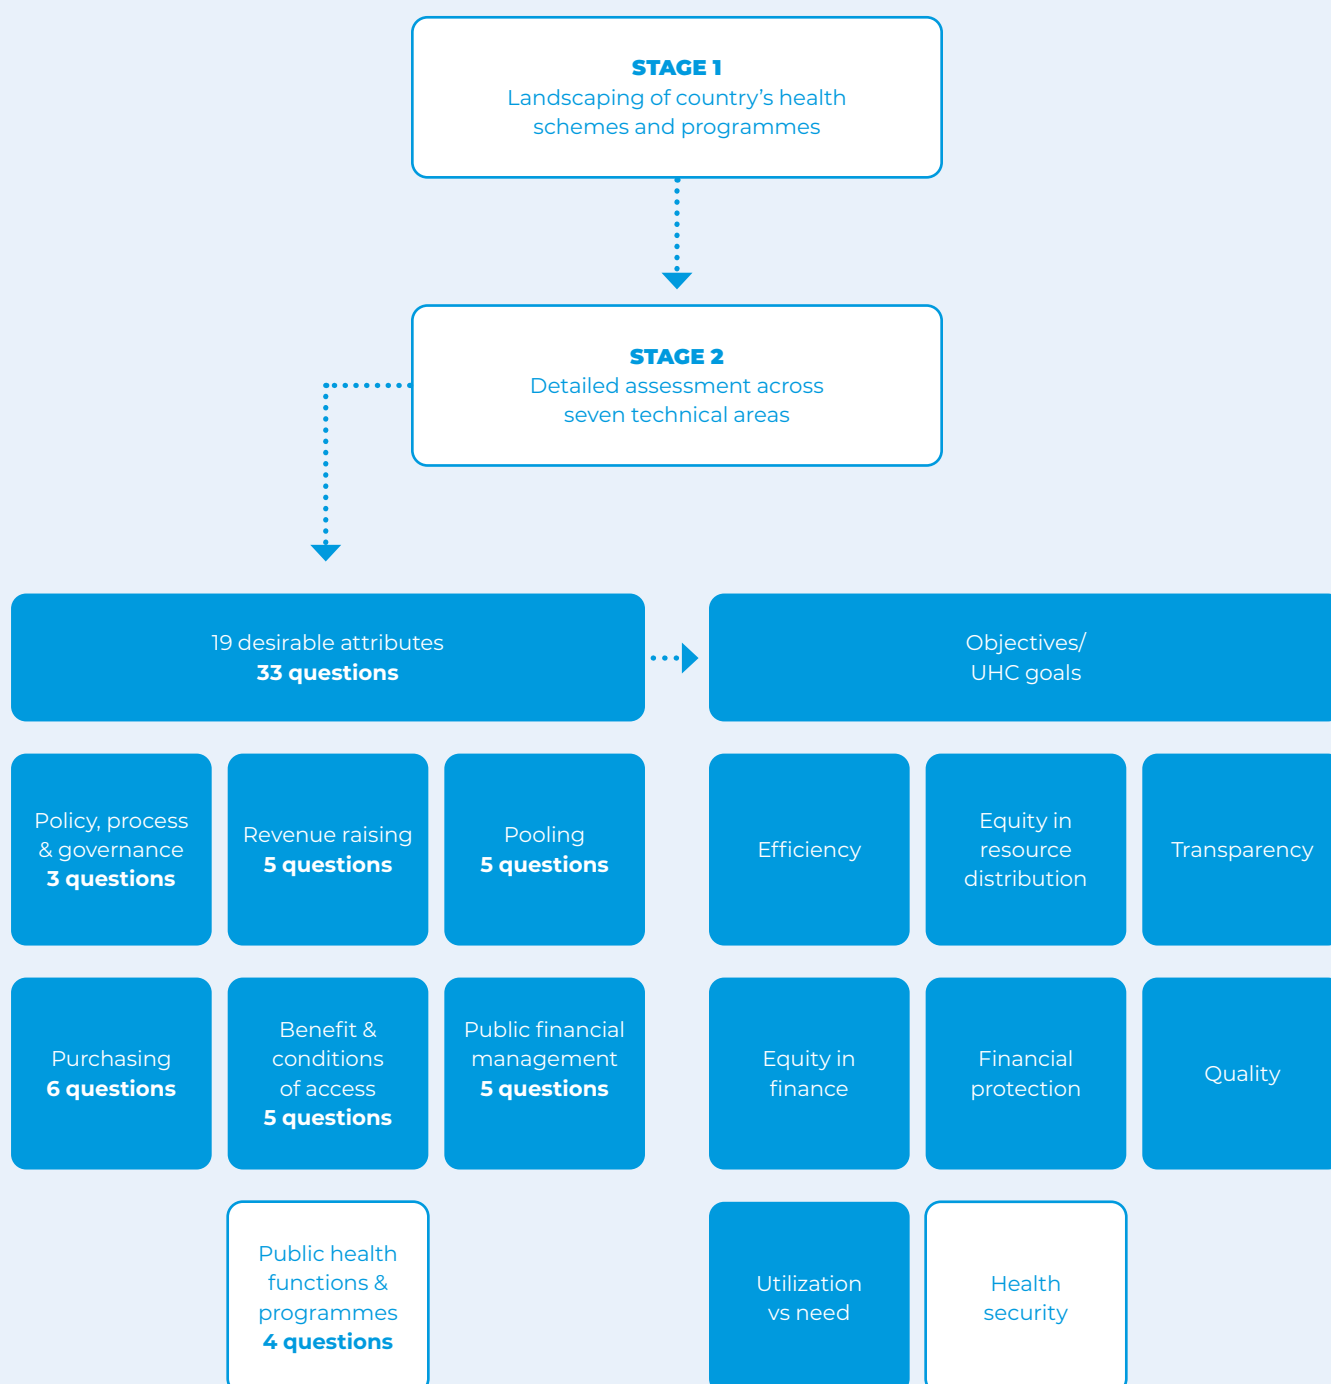 STAGE 1
Landscaping of country’s health
schemes and programmes
STAGE 2
Detailed assessment across
seven technical areas
19 desirable attributes
33 questions
Objectives/
UHC goals
Policy, process
& governance
3 questions
Revenue raising
5 questions
Pooling
5 questions
Efficiency
Equity in
resource
distribution
Transparency
Purchasing
6 questions
Benefit &
conditions
of access
5 questions
Public financial
management
5 questions
Equity in
finance
Financial
protection
Quality
Public health
functions &
programmes
4 questions
Utilization
vs need
Health
security